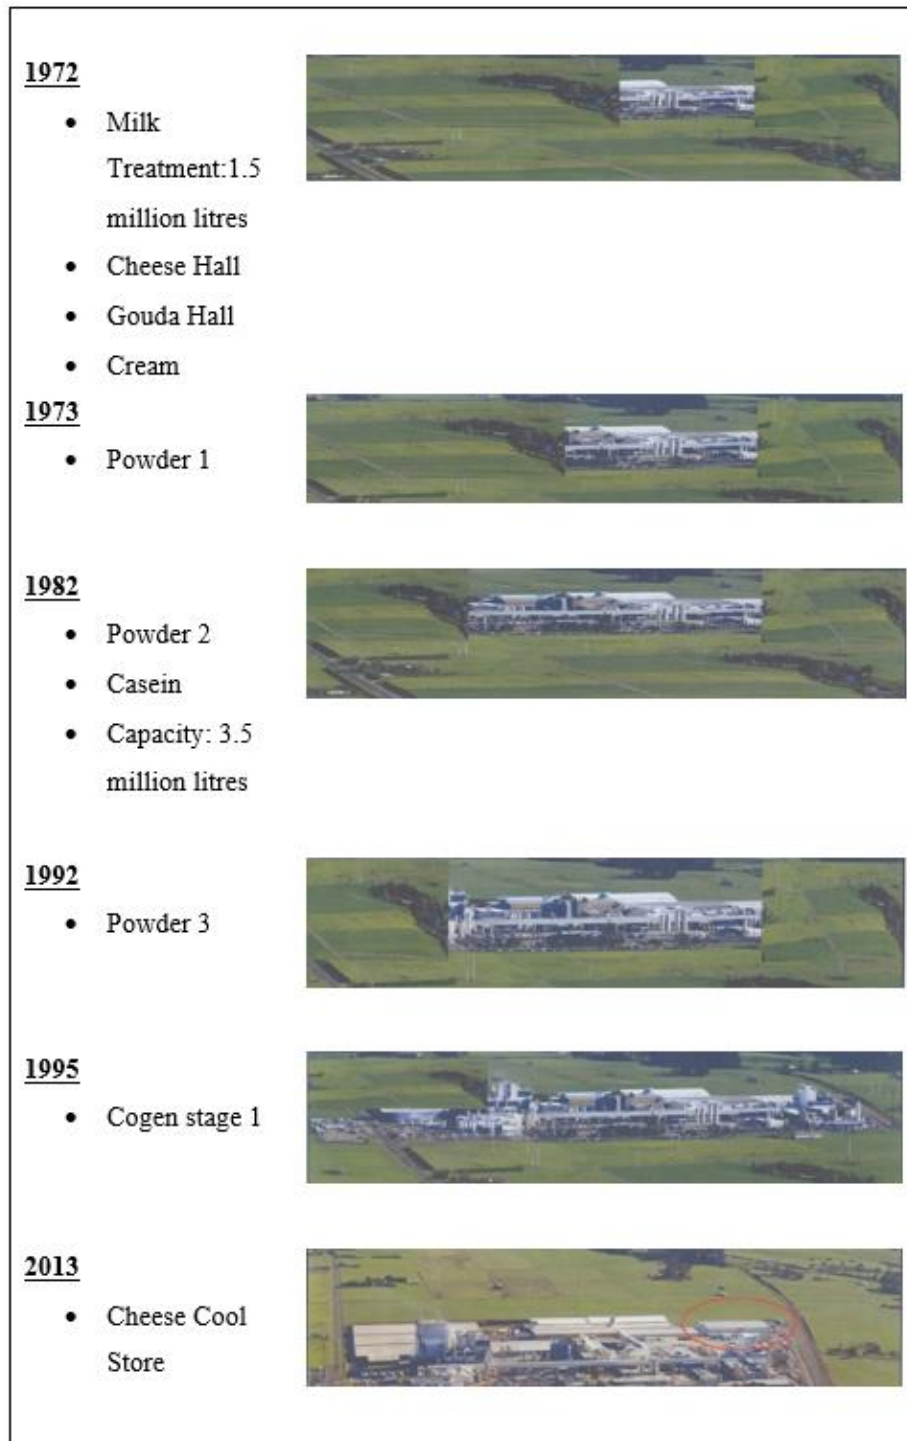 1972
• Milk
Treatment:1.5
million litres
• Cheese Hall
• Gouda Hall
• Cream
1973
• Powder 1
1982
• Powder 2
• Casein
• Capacity: 3.5
million litres
1992
• Powder 3
1995
• Cogen stage 1
2013
• Cheese Cool
Store